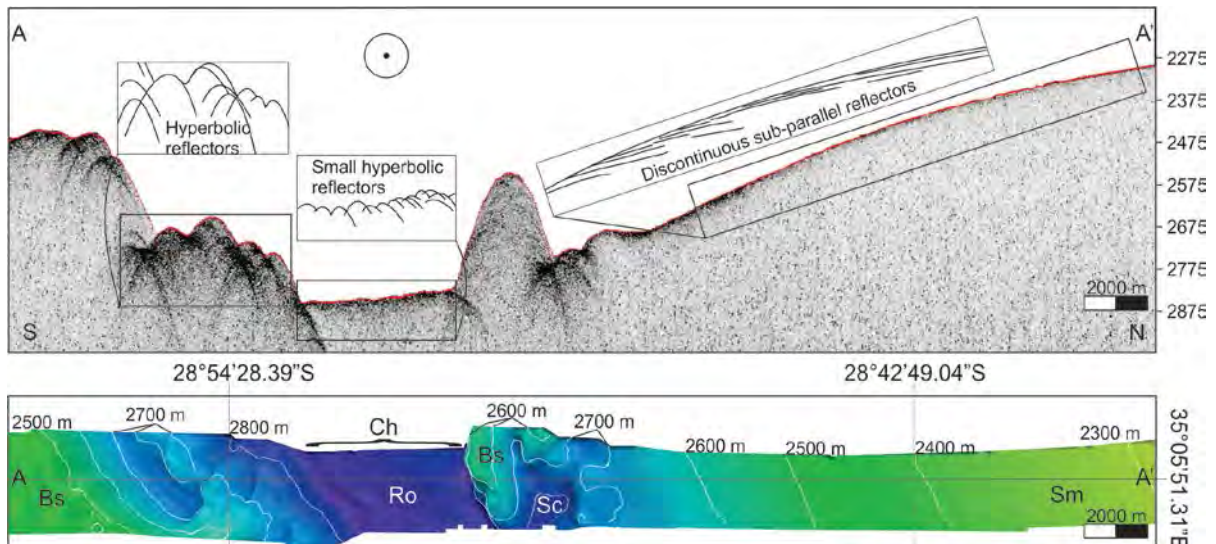 A
A'
Hyperbolic
reflectors
Small hyperbolic
reflectors
Discontinuous sub-parallel reflectors
2275
2375
2475
2575
2675
2775
2875
2000 m
S
N
28°54'28.39"S
28°42'49.04"S
2500 m
2700 m
2800 m
Ch
2600 m
2700 m
2600 m
2500 m
2400 m
2300 m
A
Bs
Ro
Bs
Sc
Sm
A'
2000 m
35°05'51.31"E